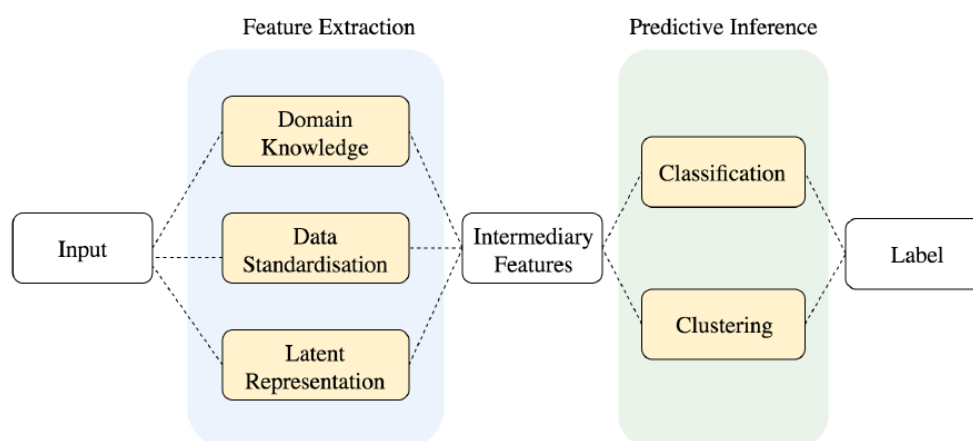 Feature Extraction
Predictive Inference
Domain
Knowledge
Classification
Input
Data
Standardisation
Intermediary
Features
Label
Clustering
Latent
Representation